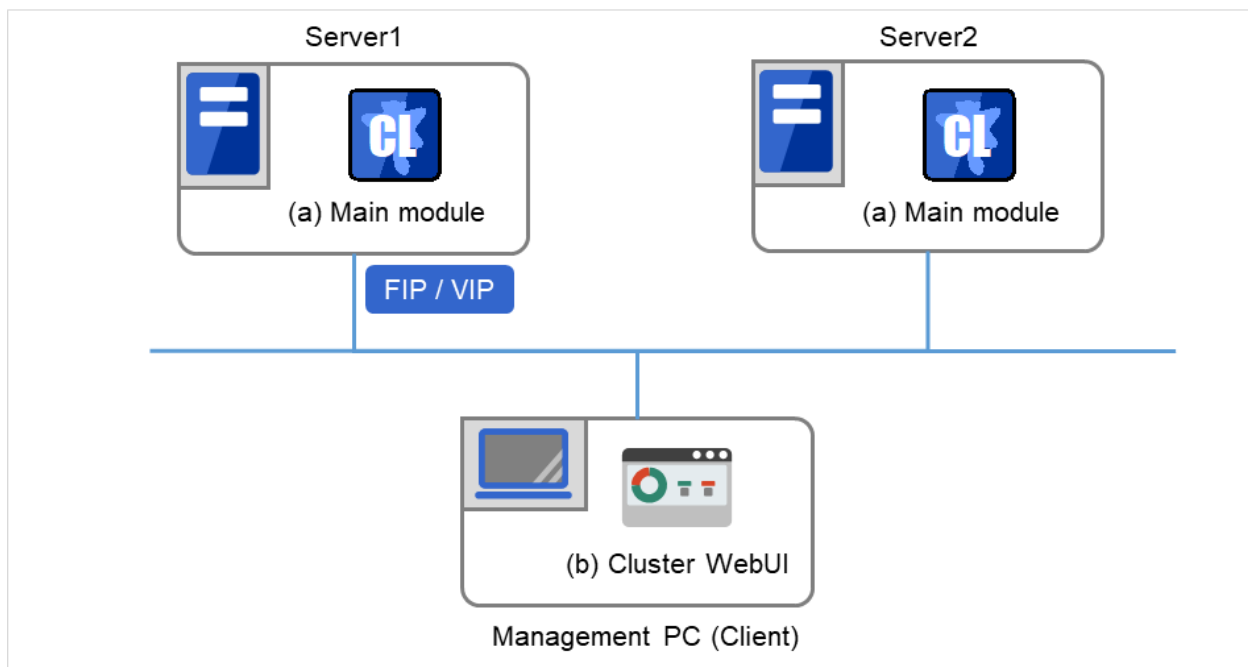 Server1
Server2
CL
CL
(a) Main module
(a) Main module
FIP / VIP
(b) Cluster WebUI
Management PC (Client)